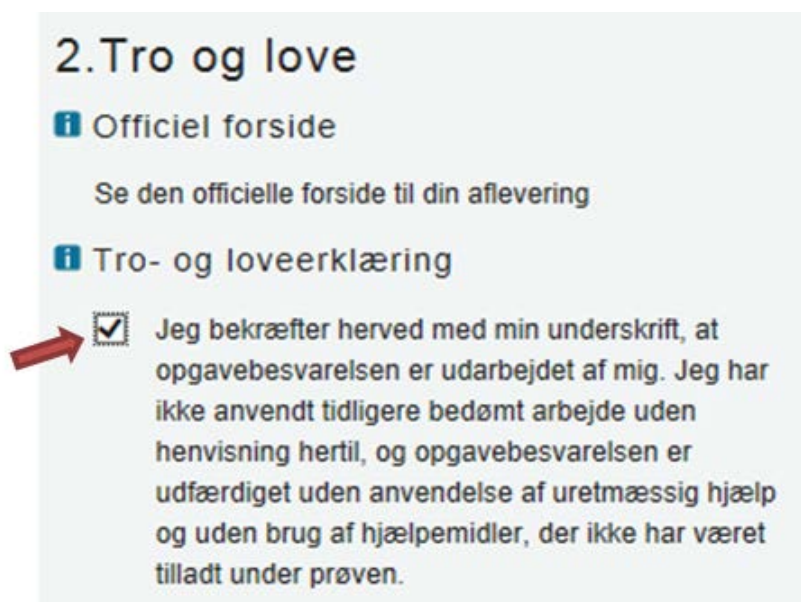 2.Tro og love
Officiel forside
Se den officielle forside til din aflevering
Tro- og loveerklæring
Jeg bekræfter herved med min underskrift, at
opgavebesvarelsen er udarbejdet af mig. Jeg har
ikke anvendt tidligere bedømt arbejde uden
henvisning hertil, og opgavebesvarelsen er
udfærdiget uden anvendelse af uretmæssig hjælp
og uden brug af hjælpemidler, der ikke har været
tilladt under prøven.